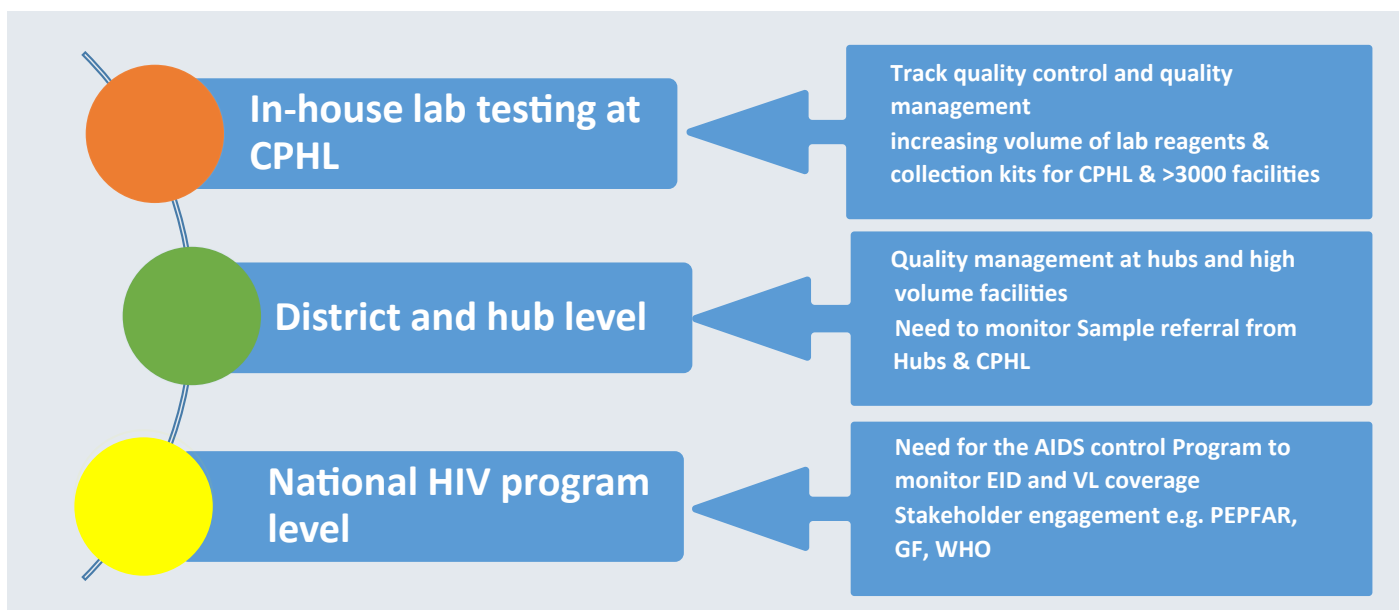 In-house lab testing at
CPHL
Track quality control and quality
management
increasing volume of lab reagents &
collection kits for CPHL & >3000 facilities
District and hub level
Quality management at hubs and high
volume facilities
Need to monitor Sample referral from
Hubs & CPHL
National HIV program
level
Need for the AIDS control Program to
monitor EID and VL coverage
Stakeholder engagement e.g. PEPFAR,
GF, WHO